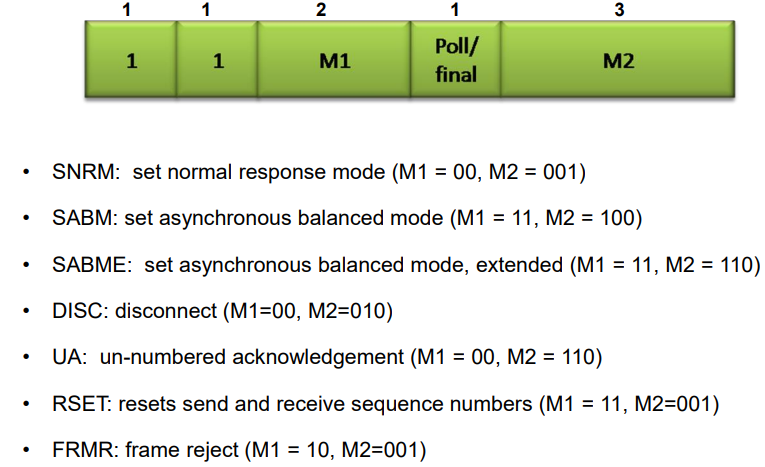 1 1 2 1 3
1 1 M1 Poll/ M2
final
• SNRM: set normal response mode (M1 = 00, M2 = 001)
• SABM: set asynchronous balanced mode (M1 = 11, M2 = 100)
• SABME: set asynchronous balanced mode, extended (M1 = 11, M2 = 110)
• DISC: disconnect (M1=00, M2=010)
• UA: un-numbered acknowledgement (M1 = 00, M2 = 110)
• RSET: resets send and receive sequence numbers (M1 = 11, M2=001)
• FRMR: frame reject (M1 = 10, M2=001)